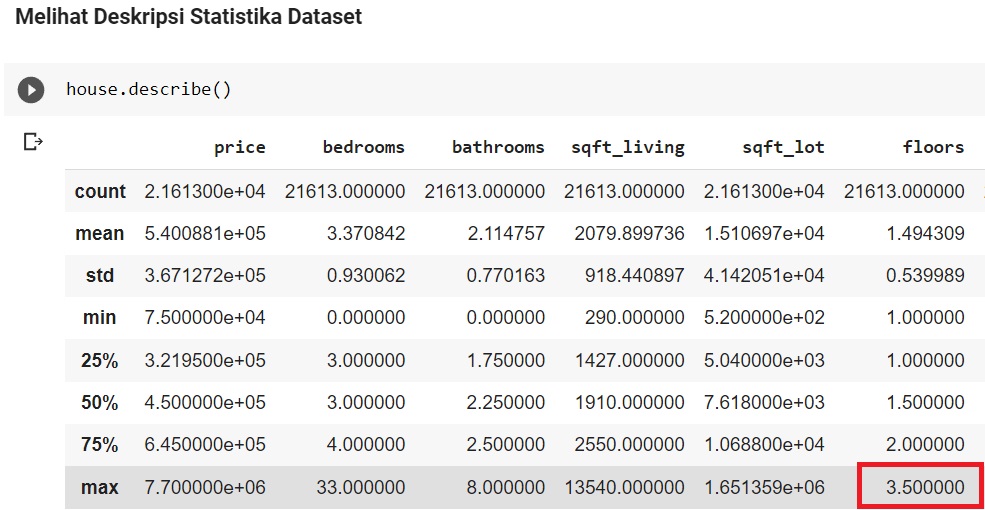 Melihat Deskripsi Statistika Dataset
house.describe()
price bedrooms bathrooms sqft_living sqft_lot floors
count 2.161300e+04 21613.000000 21613.000000 21613.000000 2.161300e+04 21613.000000
mean 5.400881e+05 3.370842 2.114757 2079.899736 1.510697e+04 1.494309
std 3.671272e+05 0.930062 0.770163 918.440897 4.142051e+04 0.539989
min 7.500000e+04 0.000000 0.000000 290.000000 5.200000e+02 1.000000
25% 3.219500e+05 3.000000 1.750000 1427.000000 5.040000e+03 1.000000
50% 4.500000e+05 3.000000 2.250000 1910.000000 7.618000e+03 1.500000
75% 6.450000e+05 4.000000 2.500000 2550.000000 1.068800e+04 2.000000
max 7.700000e+06 33.000000 8.000000 13540.000000 1.651359e+06 3.500000